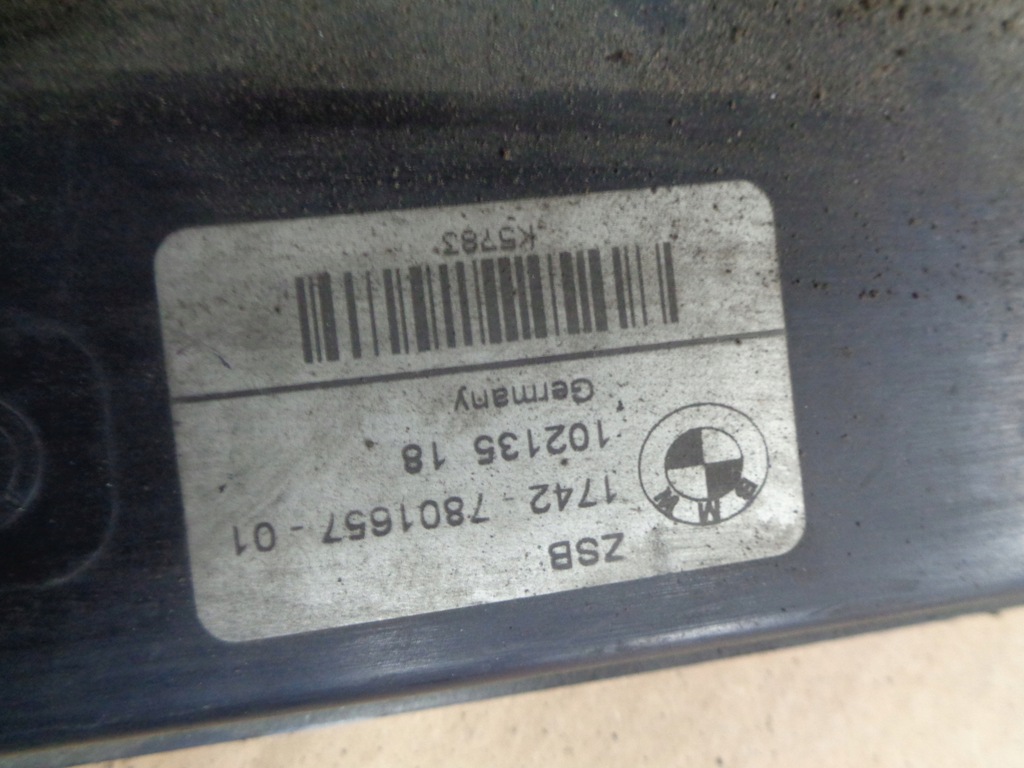 ZSB
1742 - 7801657 - 01
102135 18
Germany
K5783
BMW